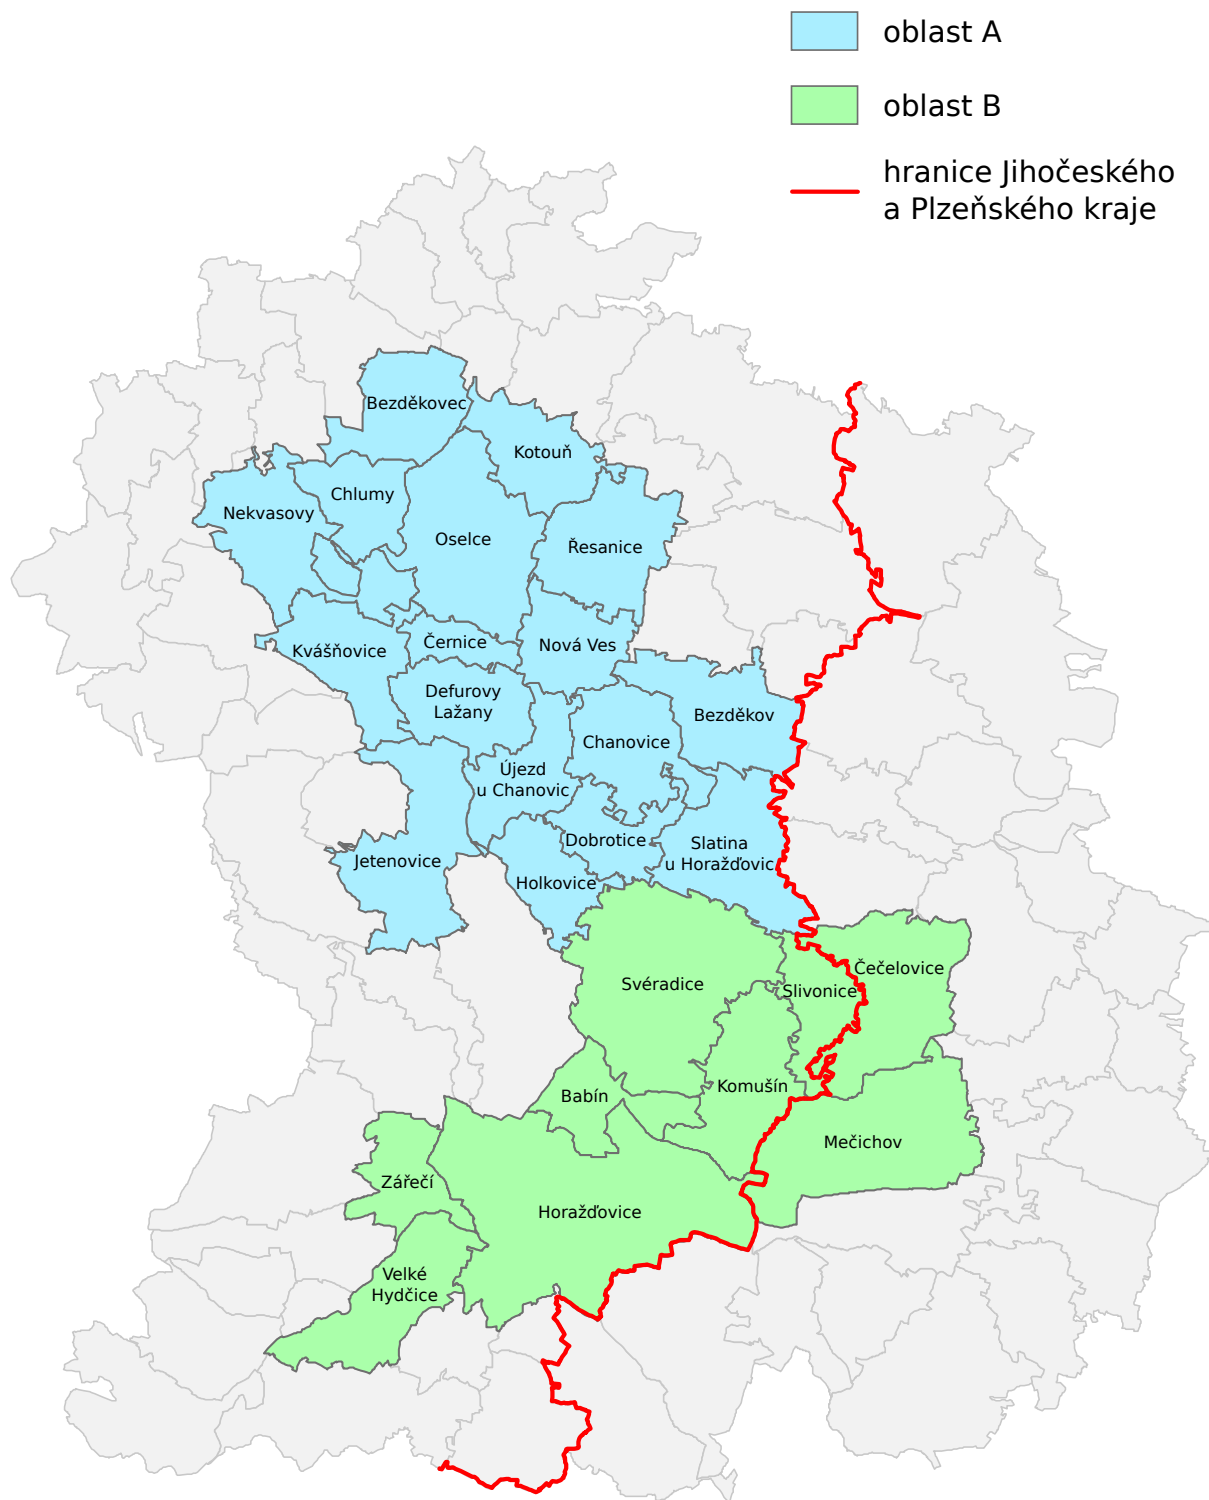 oblast A
oblast B
hranice Jihočeského
a Plzeňského kraje
Bezděkovec
Kotouň
Chlumy
Nekvasovy
Oselce
Řesanice
Černice
Nová Ves
Kvášňovice
Defurovy
Lažany
Bezděkov
Chanovice
Újezd
u Chanovic
Dobrotice
Slatina
u Horažďovic
Jetenovice
Holkovice
Čečelovice
Svéradice
Slivonice
Komušín
Babín
Mečichov
Zářečí
Horažďovice
Velké
Hydčice